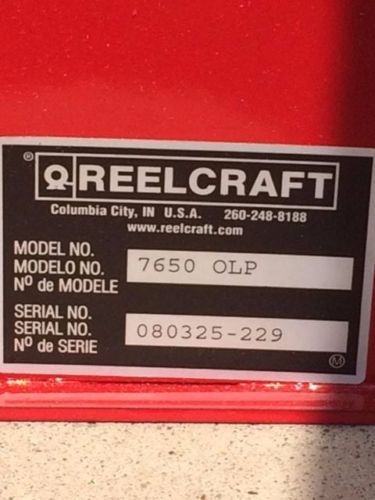 ® REELCRAFT
Columbia City, IN U.S.A. 260-248-8188
www.reelcraft.com
MODEL NO.
MODELO NO. 7650 OLP
Nº de MODELE
SERIAL NO.
SERIAL NO. 080325-229
Nº de SERIE
M